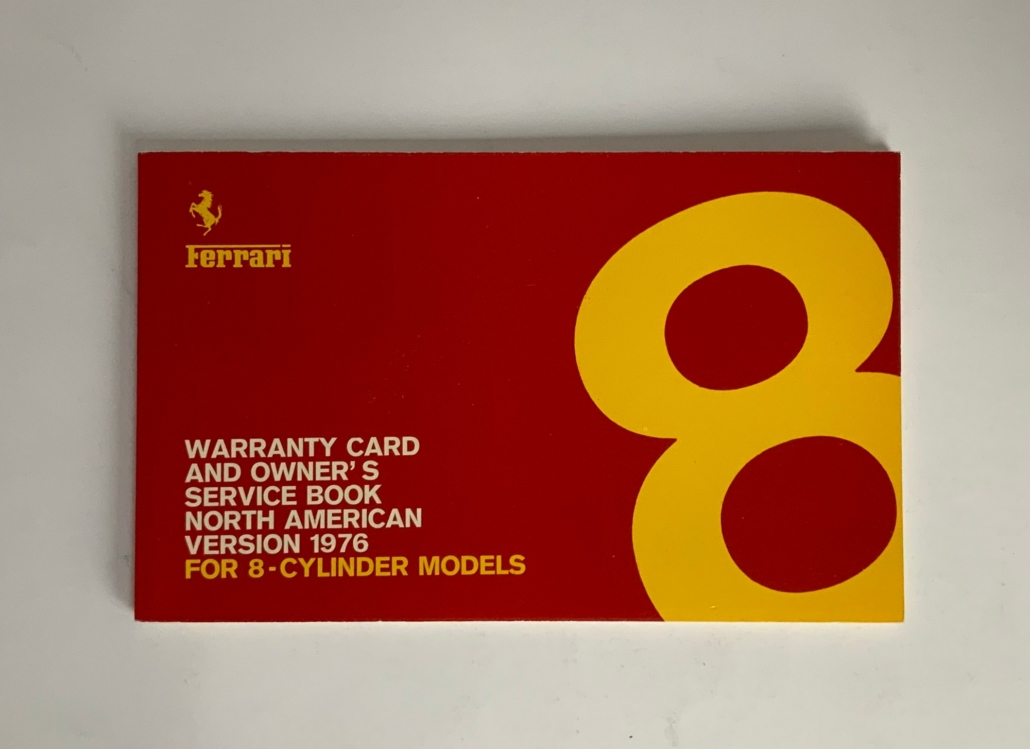 Ferrari
WARRANTY CARD
AND OWNER'S
SERVICE BOOK
NORTH AMERICAN
VERSION 1976
FOR 8-CYLINDER MODELS
8